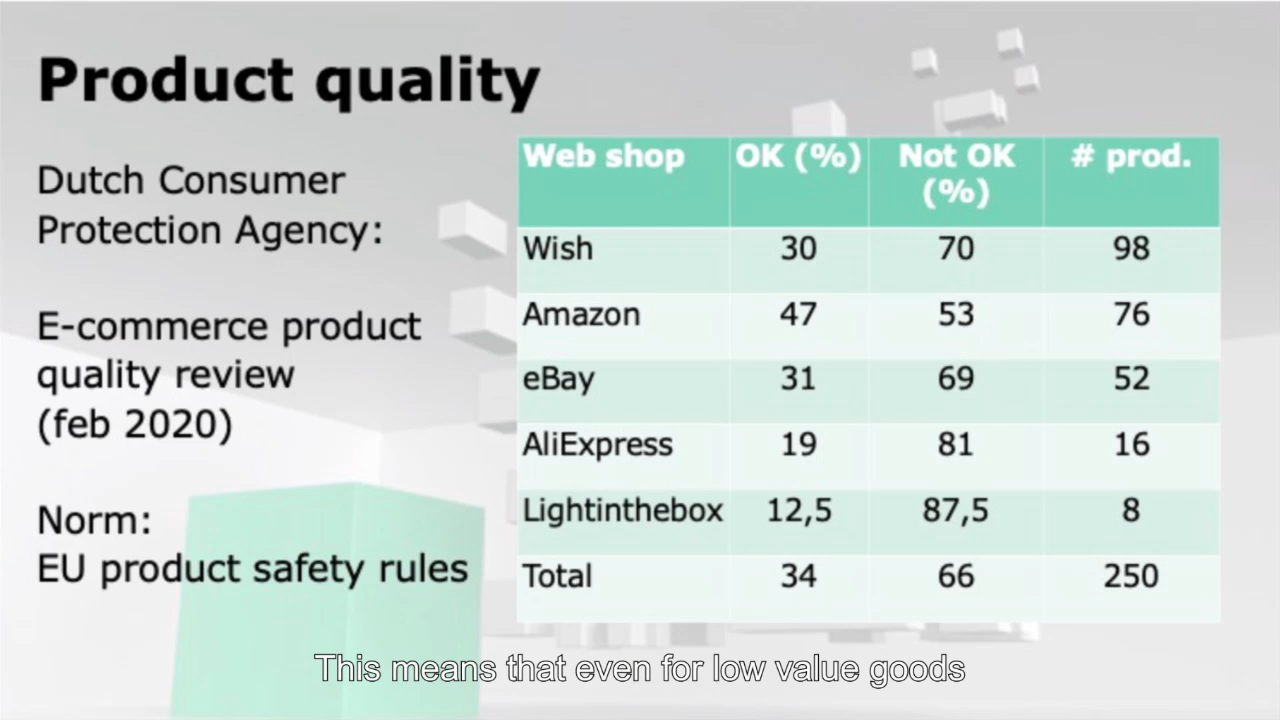 Product quality
Dutch Consumer
Protection Agency:
E-commerce product
quality review
(feb 2020)
Norm:
EU product safety rules
Web shop OK (%) Not OK (%) # prod.
Wish 30 70 98
Amazon 47 53 76
eBay 31 69 52
AliExpress 19 81 16
Lightinthebox 12,5 87,5 8
Total 34 66 250
This means that even for low value goods